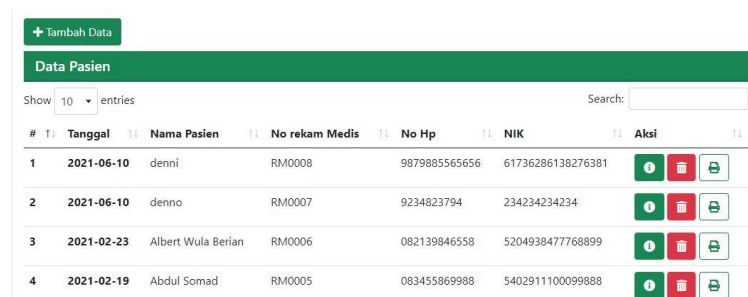 + Tambah Data
Data Pasien
Show 10 entries Search:
# Tanggal Nama Pasien No rekam Medis No Hp NIK Aksi
1 2021-06-10 denni RM0008 9879885565656 61736286138276381
2 2021-06-10 denno RM0007 9234823794 234234234234
3 2021-02-23 Albert Wula Berian RM0006 082139846558 5204938477768899
4 2021-02-19 Abdul Somad RM0005 083455869988 5402911100099888